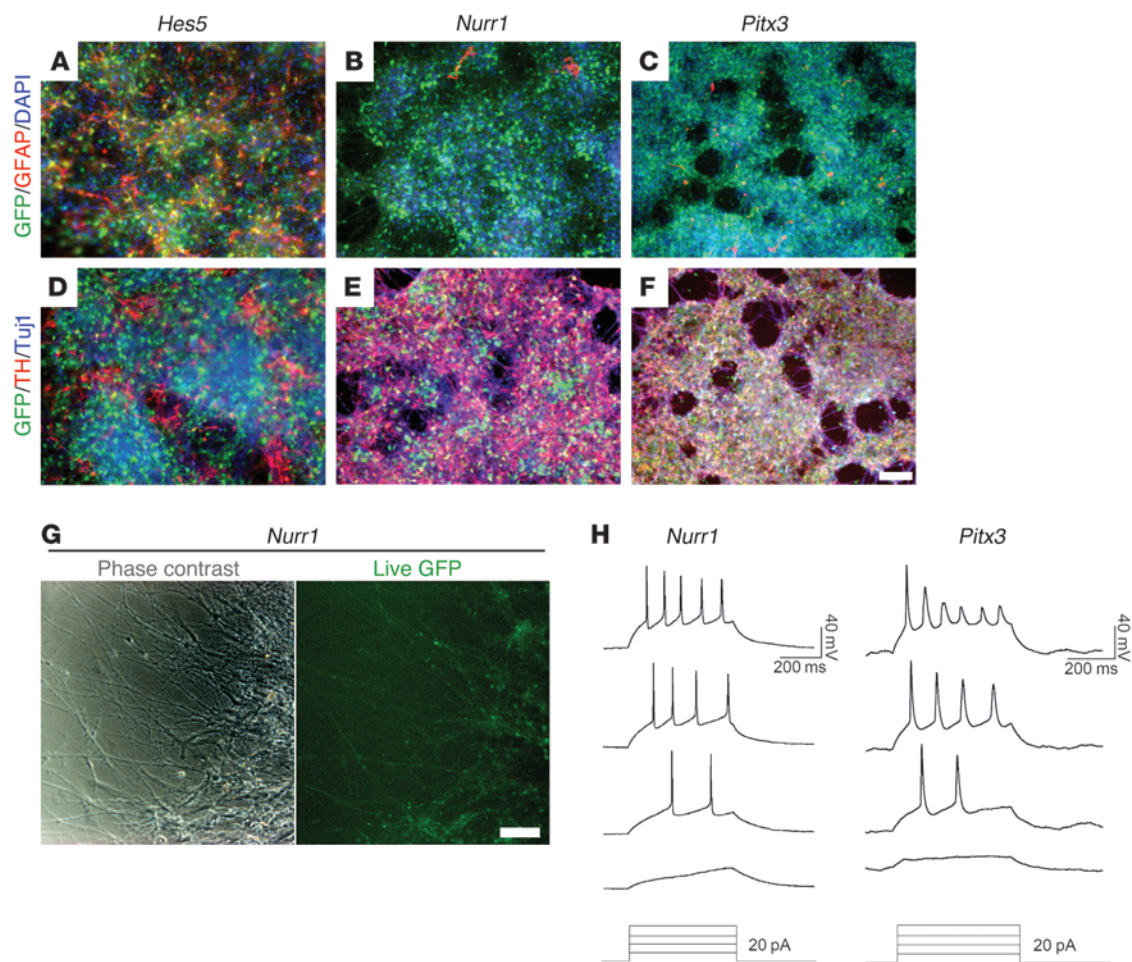 Hes5
Nurr1
Pitx3
GFP/GFAP/DAPI
A
B
C
GFP/TH/Tuj1
D
E
F
G
Nurr1
Phase contrast
Live GFP
H
Nurr1
Pitx3
40 mV
200 ms
40 mV
200 ms
20 pA
20 pA